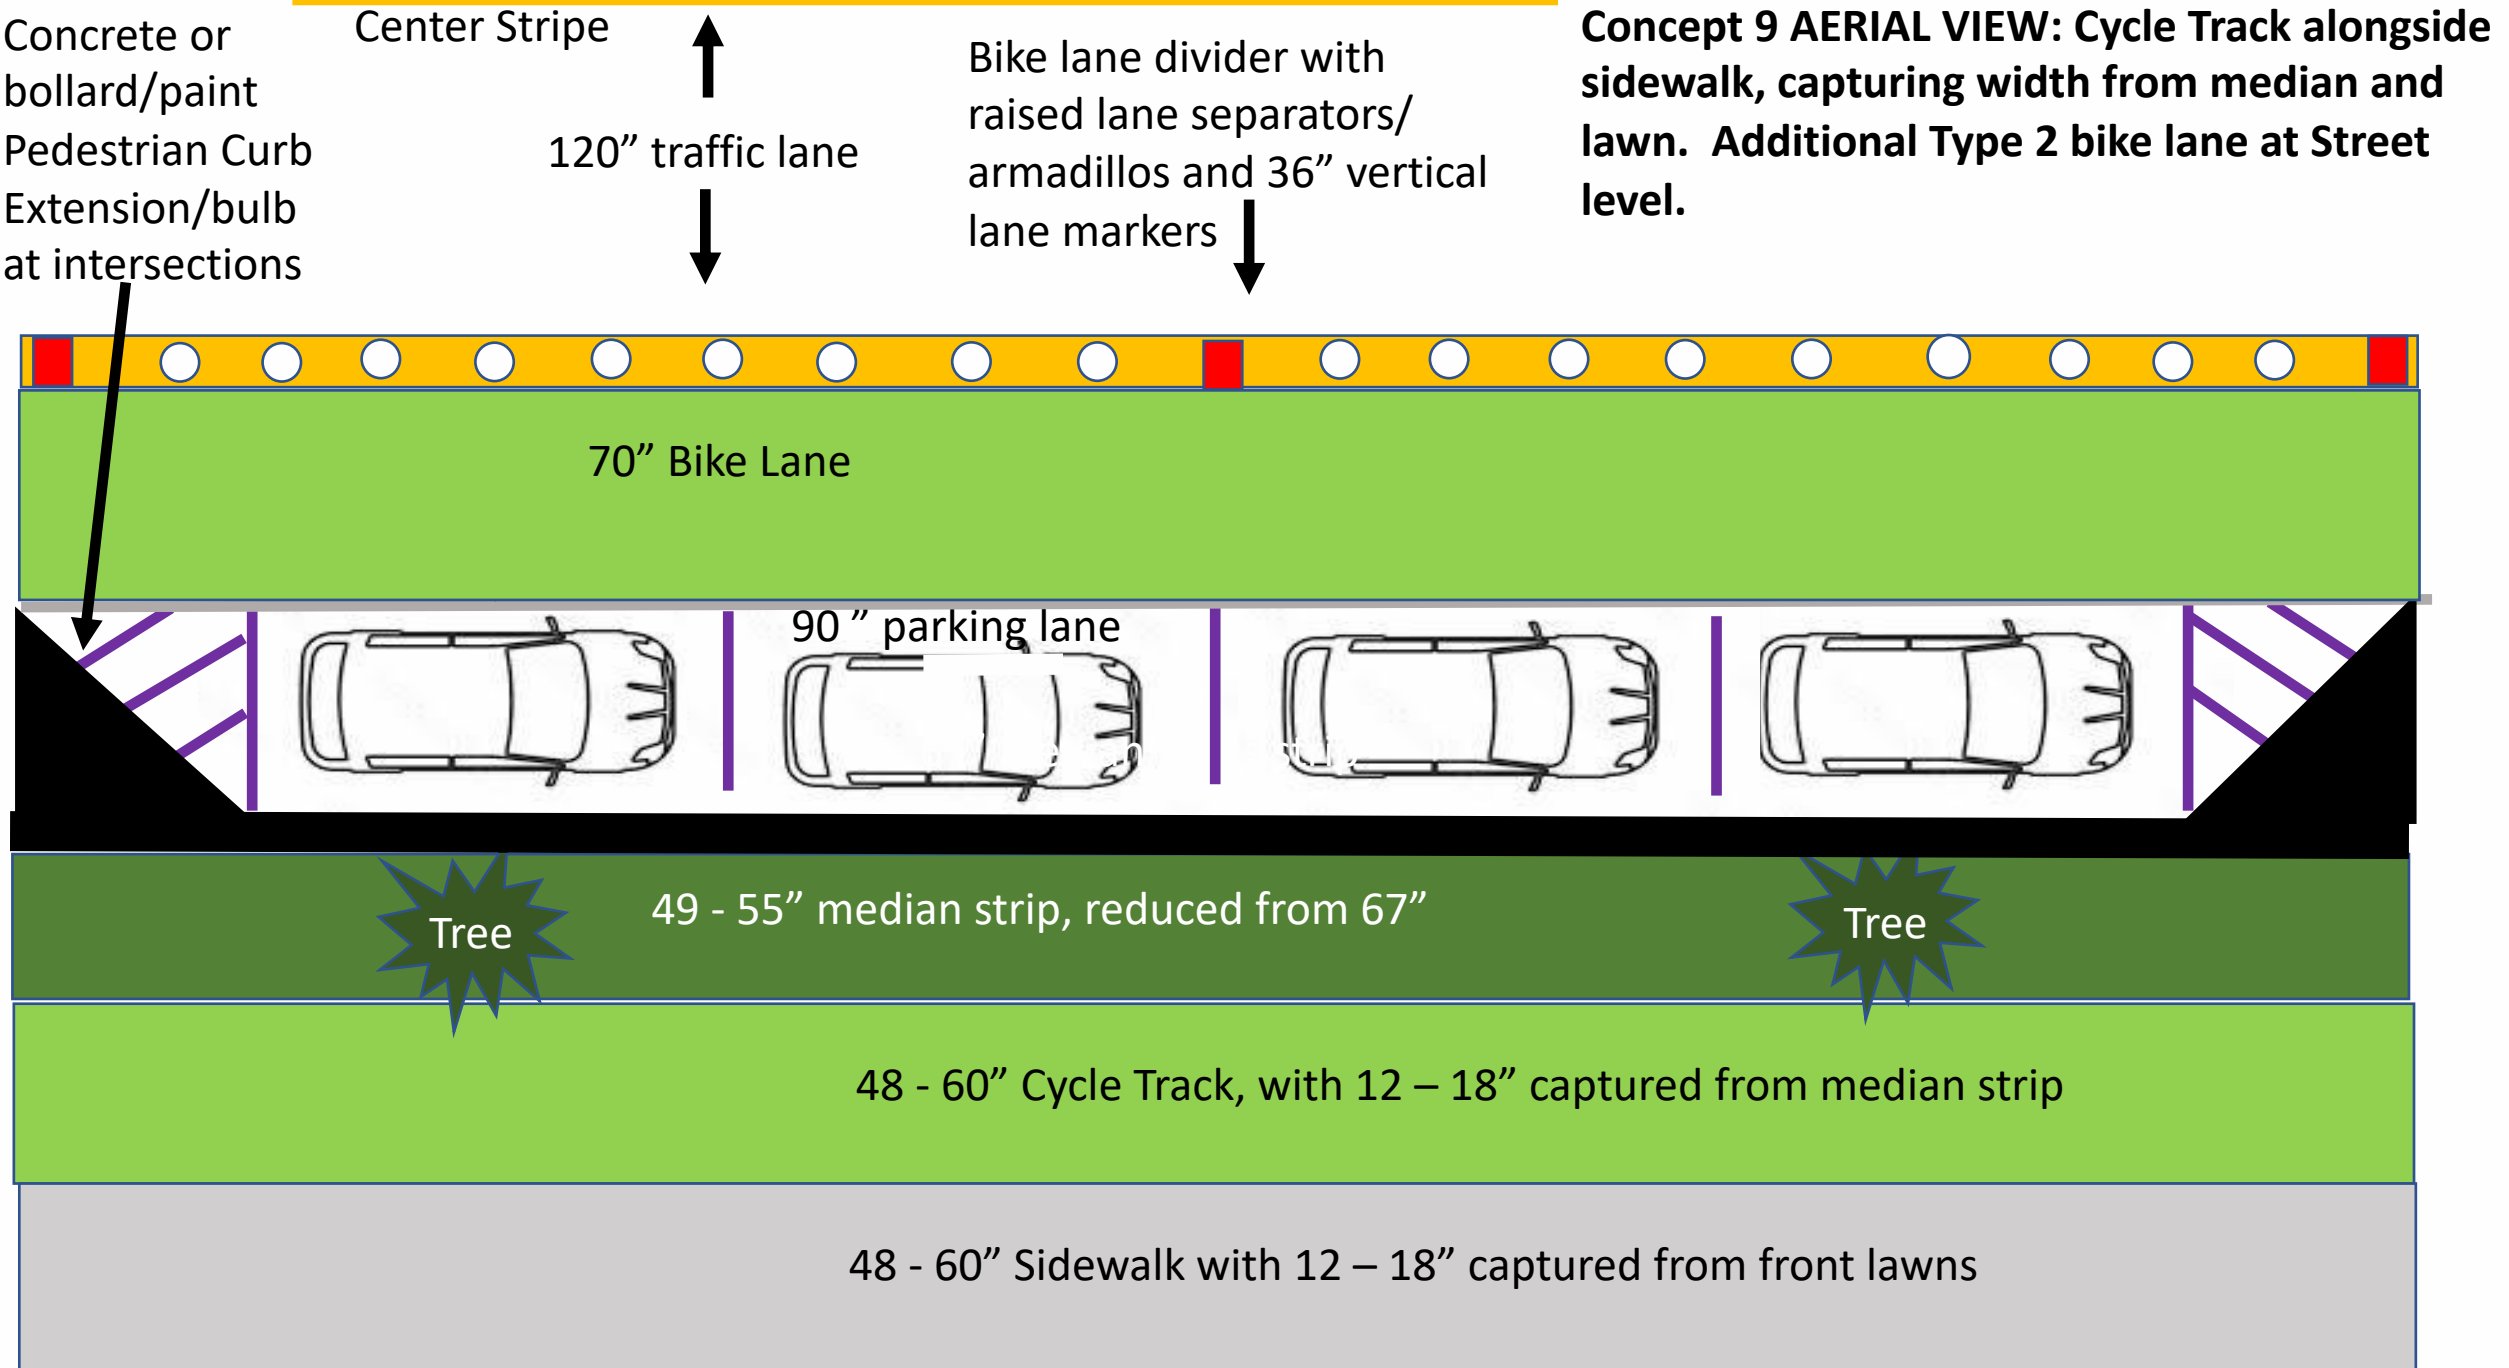 Concrete or
bollard/paint
Pedestrian Curb
Extension/bulb
at intersections
Center Stripe
120” traffic lane
Bike lane divider with
raised lane separators/
armadillos and 36” vertical
lane markers
Concept 9 AERIAL VIEW: Cycle Track alongside
sidewalk, capturing width from median and
lawn. Additional Type 2 bike lane at Street
level.
70” Bike Lane
90 ” parking lane
strip
49 - 55” median strip, reduced from 67”
Tree
Tree
48 - 60” Cycle Track, with 12 – 18” captured from median strip
48 - 60” Sidewalk with 12 – 18” captured from front lawns